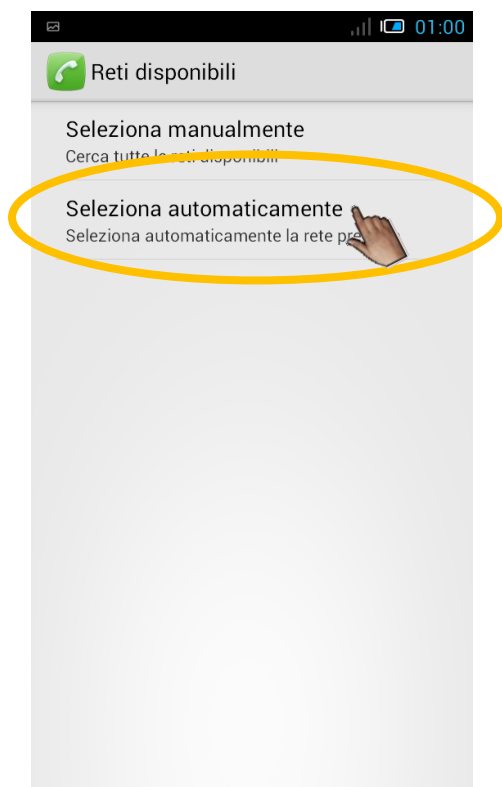 01:00
Reti disponibili
Seleziona manualmente
Cerca tutte le reti disponibili
Seleziona automaticamente
Seleziona automaticamente la rete